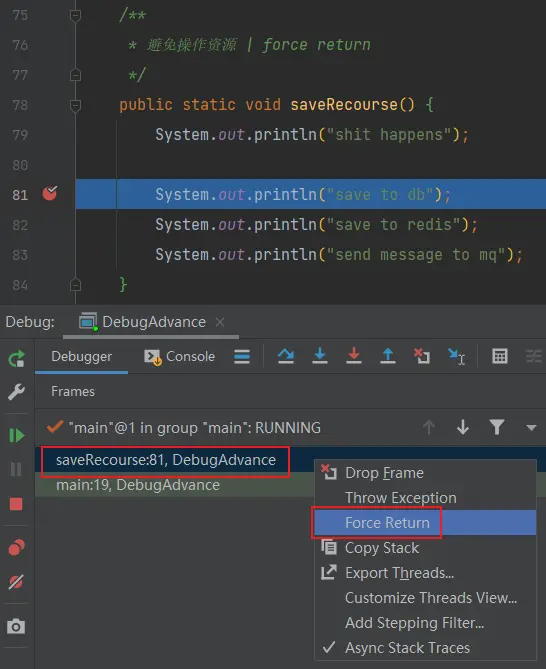 75 /**
76 * 避免操作资源 | force return
77 */
78 public static void saveRecourse() {
79 System.out.println("shit happens");
80
81 System.out.println("save to db");
82 System.out.println("save to redis");
83 System.out.println("send message to mq");
84 }
Debug: DebugAdvance
Debugger Console
Frames
"main"@1 in group "main": RUNNING
saveRecourse:81, DebugAdvance
main:19, DebugAdvance
Drop Frame
Throw Exception
Force Return
Copy Stack
Export Threads...
Customize Threads View...
Add Stepping Filter...
Async Stack Traces